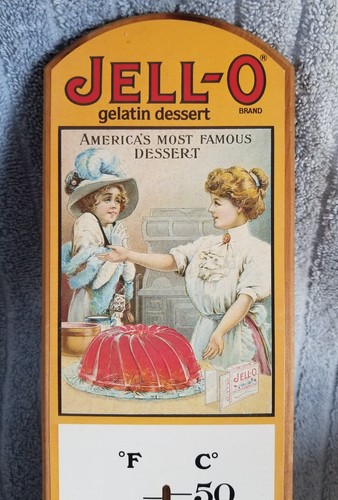 JELL-O®
gelatin dessert BRAND
AMERICA'S MOST FAMOUS
DESSERT
JELL-O
°F C°
50